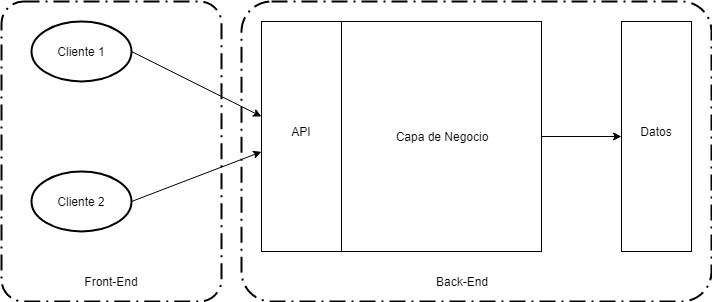 Cliente 1
Cliente 2
Front-End
API
Capa de Negocio
Datos
Back-End